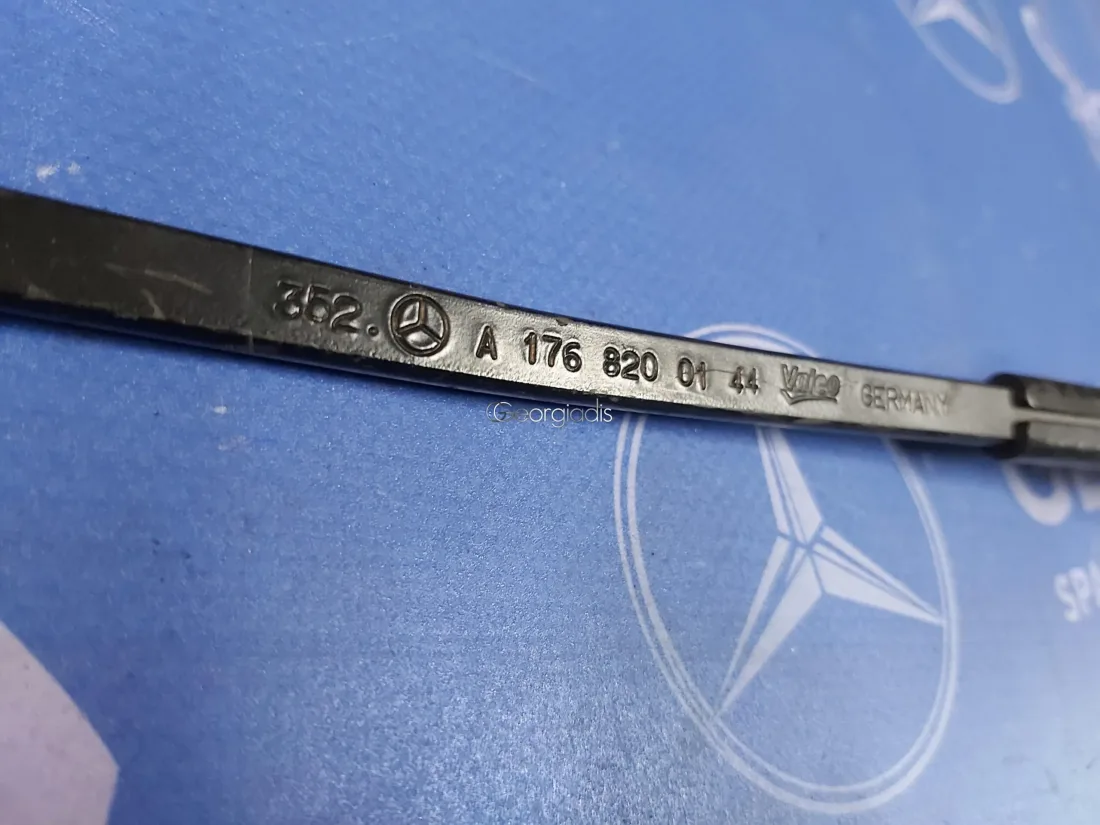 352. A 176 820 01 44 Valeo GERMANY
Georgiadis